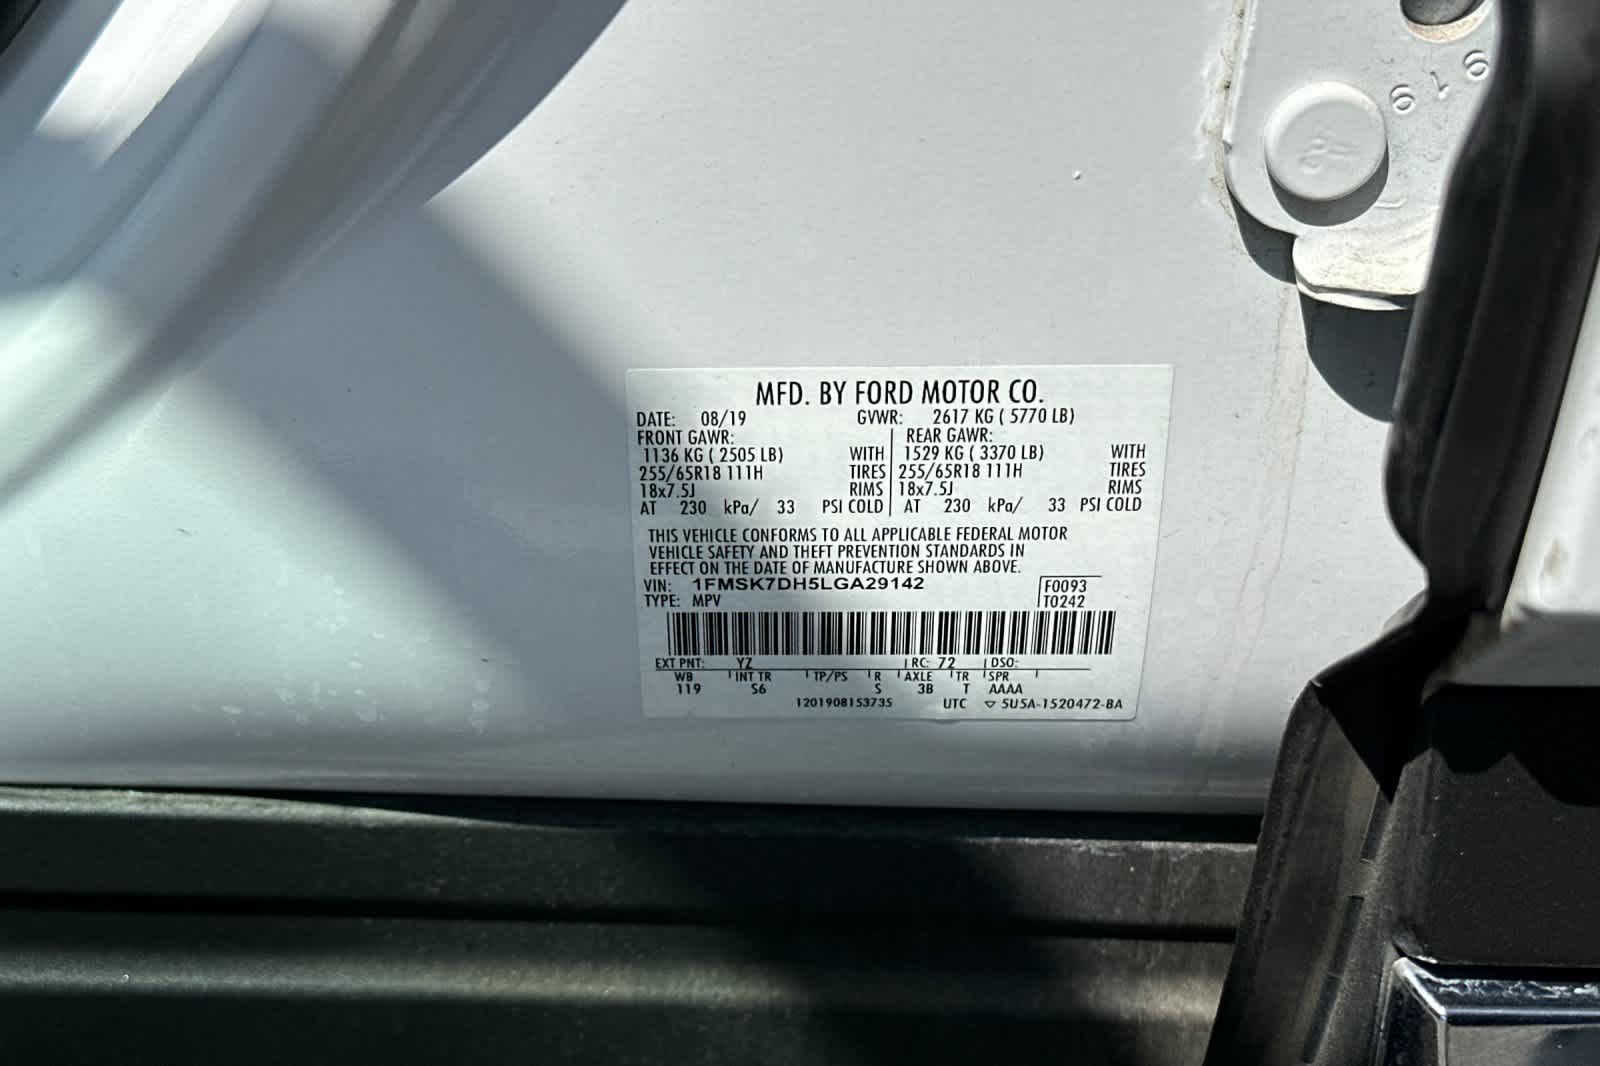 9 1 6
MFD. BY FORD MOTOR CO.
DATE: 08/19 GVWR: 2617 KG ( 5770 LB)
FRONT GAWR: REAR GAWR:
1136 KG ( 2505 LB) WITH 1529 KG ( 3370 LB) WITH
255/65R18 111H TIRES 255/65R18 111H TIRES
18x7.5J RIMS 18x7.5J RIMS
AT 230 kPa/ 33 PSI COLD AT 230 kPa/ 33 PSI COLD
THIS VEHICLE CONFORMS TO ALL APPLICABLE FEDERAL MOTOR
VEHICLE SAFETY AND THEFT PREVENTION STANDARDS IN
EFFECT ON THE DATE OF MANUFACTURE SHOWN ABOVE.
VIN: 1FMSK7DH5LGA29142 F0093
TYPE: MPV T0242
EXT PNT: YZ RC: 72 DSO:
WB INT TR TP/PS R AXLE TR SPR
119 S6 S 3B T AAAA
1201908153735 UTC ▽ 5U5A-1520472-BA